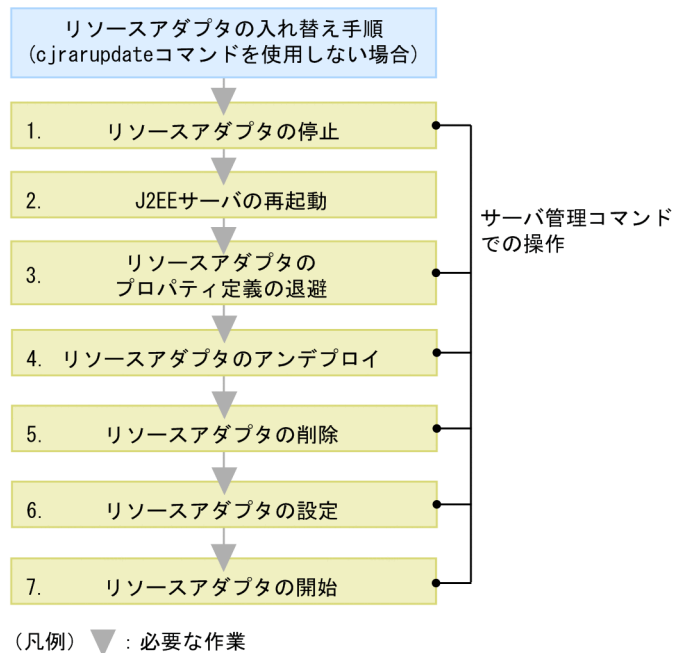 リソースアダプタの入れ替え手順
(cjrarupdateコマンドを使用しない場合)
1. リソースアダプタの停止
2. J2EEサーバの再起動
3. リソースアダプタの
プロパティ定義の退避
4. リソースアダプタのアンデプロイ
5. リソースアダプタの削除
6. リソースアダプタの設定
7. リソースアダプタの開始
サーバ管理コマンド
での操作
(凡例) : 必要な作業